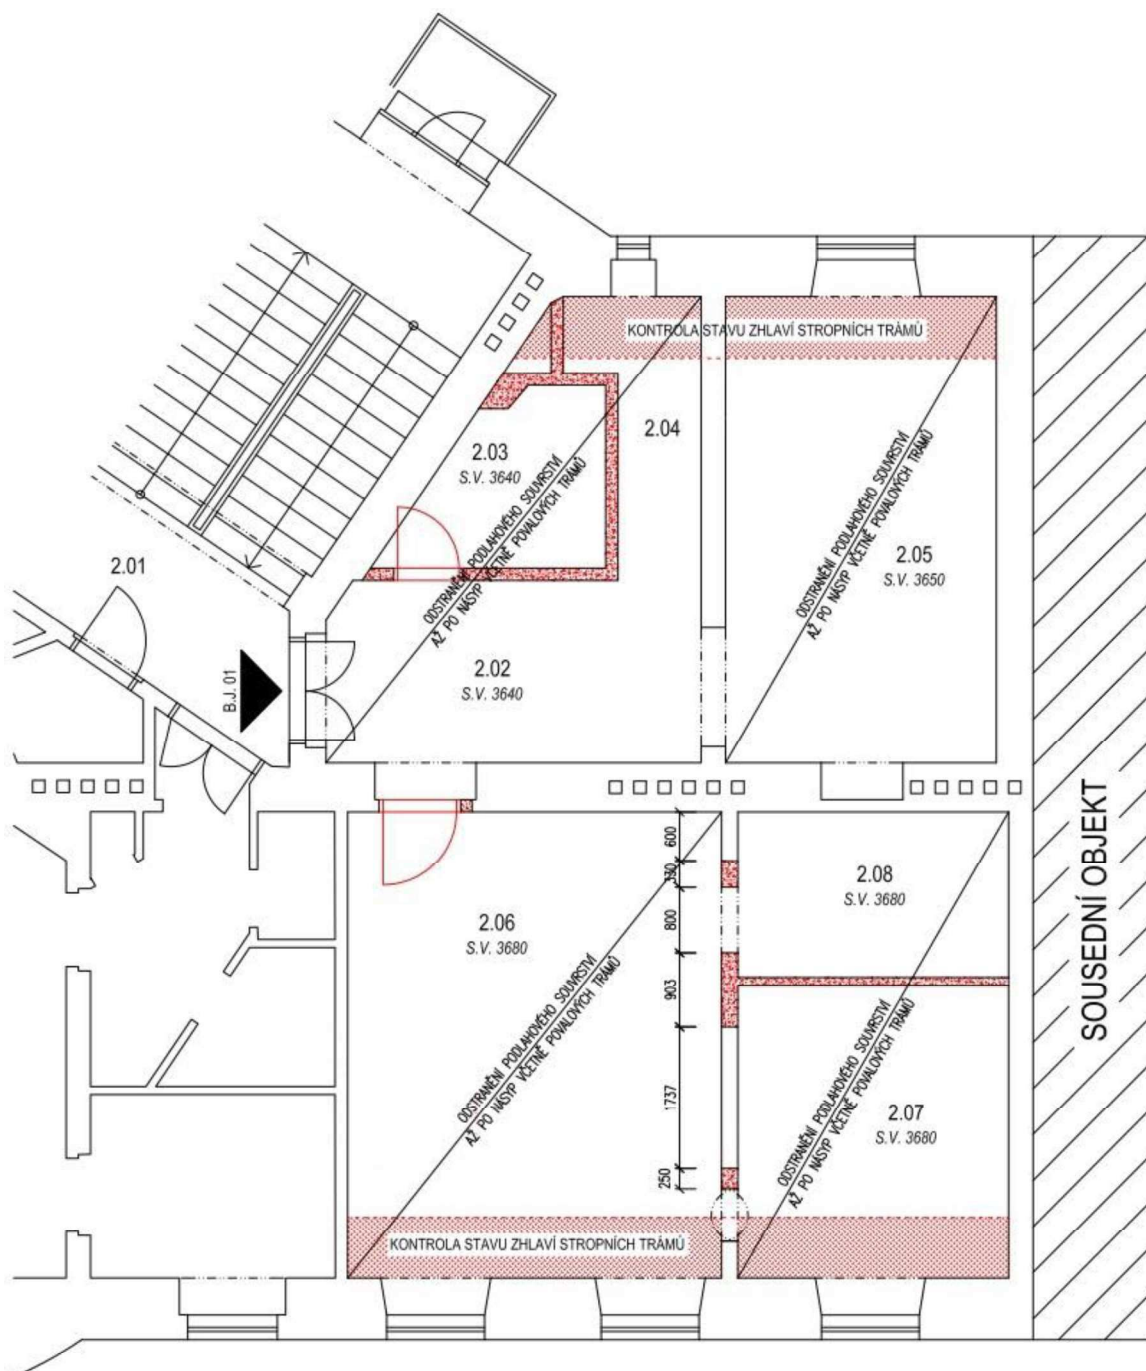 KONTROLA STAVU ZHLAVÍ STROPNÍCH TRÁMŮ
2.03
S.V. 3640
2.04
ODSTRANĚNÍ PODLAHOVÉHO SOUVRSTVÍ
AŽ PO NÁSYP VČETNĚ POVALOVÝCH TRÁMŮ
2.05
S.V. 3650
ODSTRANĚNÍ PODLAHOVÉHO SOUVRSTVÍ
AŽ PO NÁSYP VČETNĚ POVALOVÝCH TRÁMŮ
2.01
2.02
S.V. 3640
B.J. 01
SOUSEDNÍ OBJEKT
600
800
903
1737
250
2.08
S.V. 3680
2.06
S.V. 3680
ODSTRANĚNÍ PODLAHOVÉHO SOUVRSTVÍ
AŽ PO NÁSYP VČETNĚ POVALOVÝCH TRÁMŮ
ODSTRANĚNÍ PODLAHOVÉHO SOUVRSTVÍ
AŽ PO NÁSYP VČETNĚ POVALOVÝCH TRÁMŮ
2.07
S.V. 3680
KONTROLA STAVU ZHLAVÍ STROPNÍCH TRÁMŮ